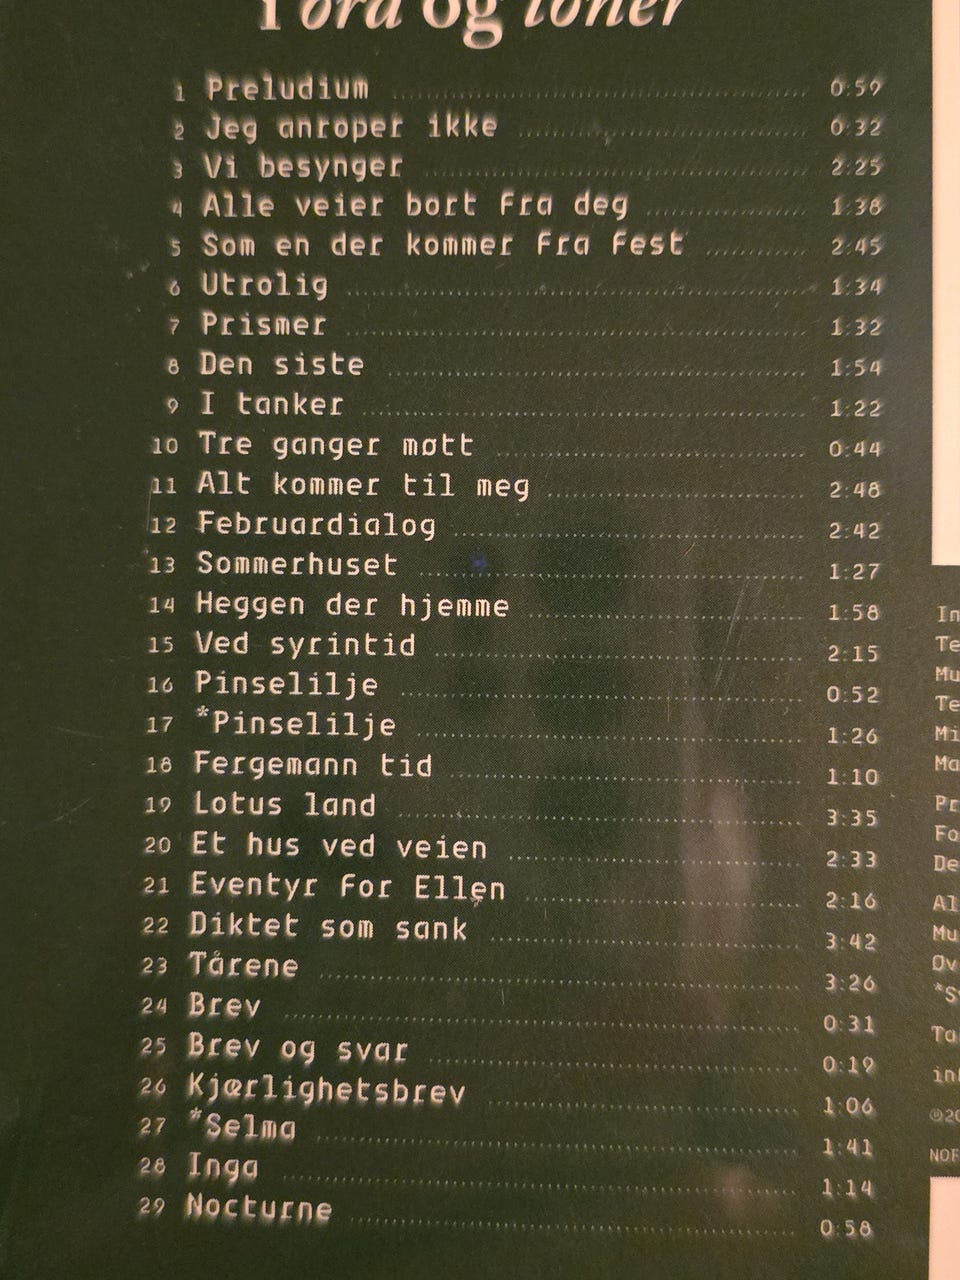 I ord og toner
1 Preludium 0:59
2 Jeg anroper ikke 0:32
3 Vi besynger 2:25
4 Alle veier bort fra deg 1:38
5 Som en der kommer fra fest 2:45
6 Utrolig 1:34
7 Prismer 1:32
8 Den siste 1:54
9 I tanker 1:22
10 Tre ganger møtt 0:44
11 Alt kommer til meg 2:48
12 Februardialog 2:42
13 Sommerhuset 1:27
14 Heggen der hjemme 1:58
15 Ved syrintid 2:15
16 Pinselilje 0:52
17 *Pinselilje 1:26
18 Fergemann tid 1:10
19 Lotus land 3:35
20 Et hus ved veien 2:33
21 Eventyr for Ellen 2:16
22 Diktet som sank 3:42
23 Tårene 3:26
24 Brev 0:31
25 Brev og svar 0:19
26 Kjærlighetsbrev 1:06
27 *Selma 1:41
28 Inga 1:14
29 Nocturne 0:58